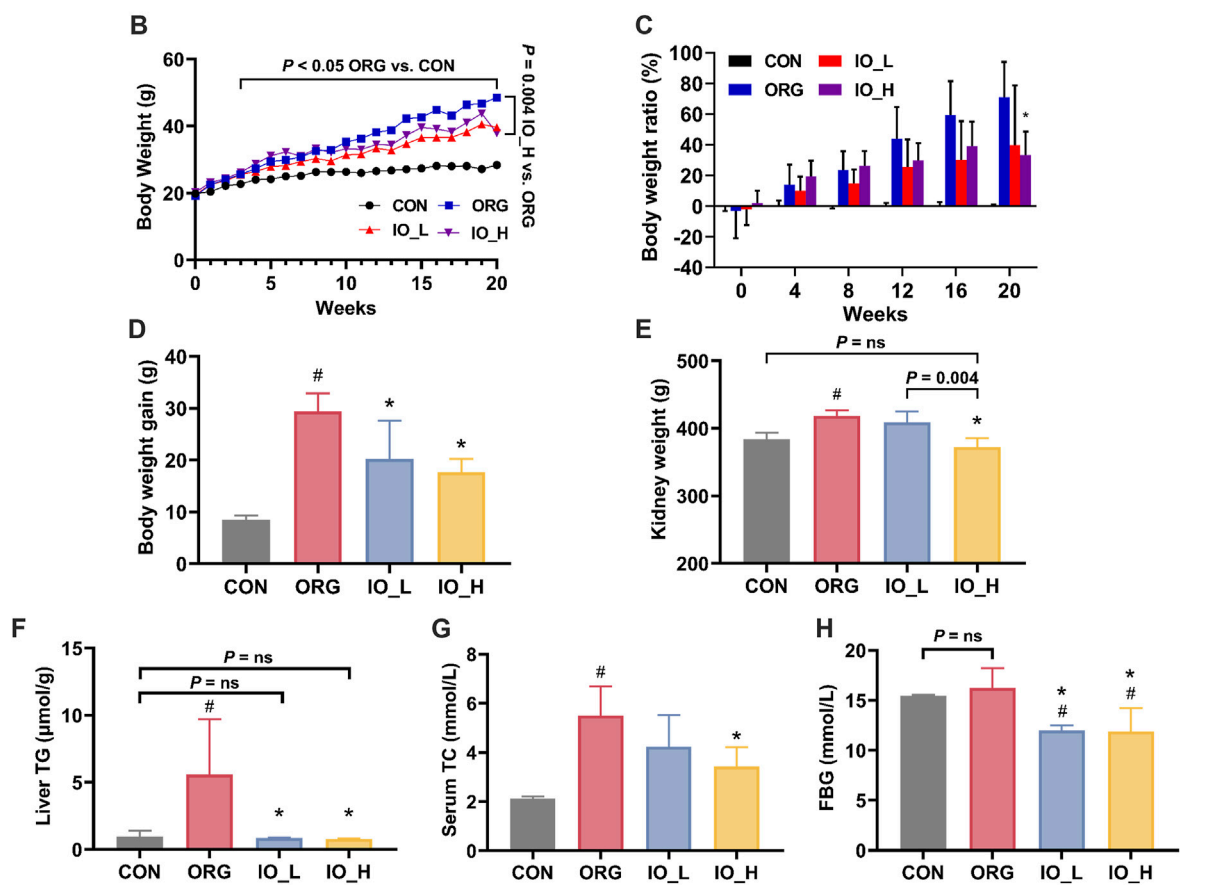 B
Body Weight (g)
60
40
20
0
P < 0.05 ORG vs. CON
P = 0.004 IO_H vs. ORG
CON
ORG
IO_L
IO_H
0
5
10
15
20
Weeks
C
Body weight ratio (%)
100
80
60
40
20
0
-20
-40
CON
IO_L
ORG
IO_H
*
0
4
8
12
16
20
Weeks
D
Body weight gain (g)
40
30
20
10
0
#
*
*
CON
ORG
IO_L
IO_H
E
Kidney weight (g)
500
400
300
200
P = ns
P = 0.004
#
*
CON
ORG
IO_L
IO_H
F
Liver TG (μmol/g)
15
10
5
0
P = ns
P = ns
#
*
*
CON
ORG
IO_L
IO_H
G
Serum TC (mmol/L)
8
6
4
2
0
#
*
CON
ORG
IO_L
IO_H
H
FBG (mmol/L)
20
15
10
5
0
P = ns
*
#
*
#
CON
ORG
IO_L
IO_H